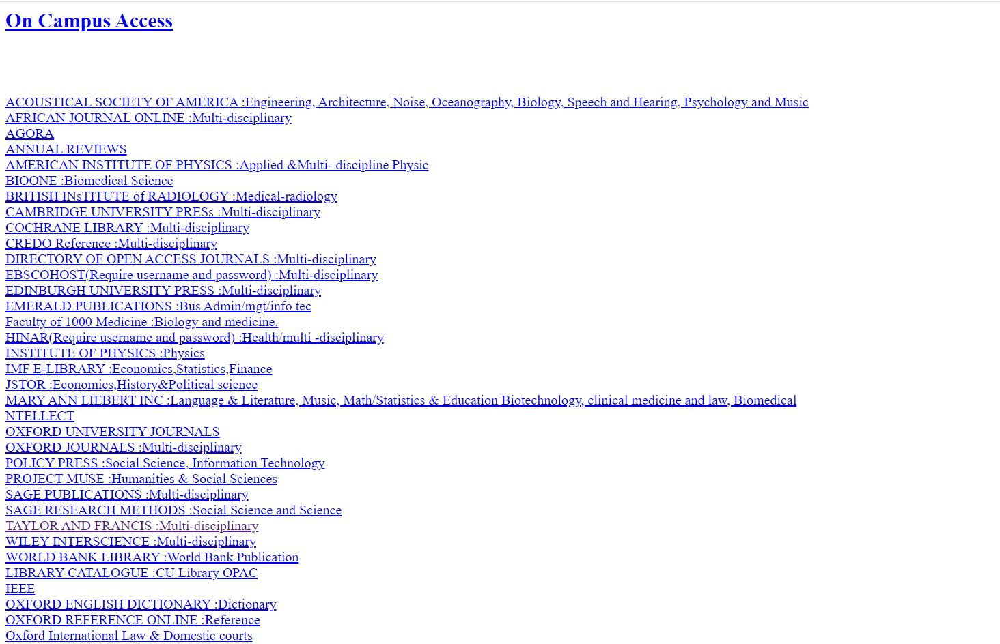 On Campus Access
ACOUSTICAL SOCIETY OF AMERICA :Engineering, Architecture, Noise, Oceanography, Biology, Speech and Hearing, Psychology and Music
AFRICAN JOURNAL ONLINE :Multi-disciplinary
AGORA
ANNUAL REVIEWS
AMERICAN INSTITUTE OF PHYSICS :Applied &Multi- discipline Physic
BIOONE :Biomedical Science
BRITISH INsTITUTE of RADIOLOGY :Medical-radiology
CAMBRIDGE UNIVERSITY PRESs :Multi-disciplinary
COCHRANE LIBRARY :Multi-disciplinary
CREDO Reference :Multi-disciplinary
DIRECTORY OF OPEN ACCESS JOURNALS :Multi-disciplinary
EBSCOHOST(Require username and password) :Multi-disciplinary
EDINBURGH UNIVERSITY PRESS :Multi-disciplinary
EMERALD PUBLICATIONS :Bus Admin/mgt/info tec
Faculty of 1000 Medicine :Biology and medicine.
HINAR(Require username and password) :Health/multi -disciplinary
INSTITUTE OF PHYSICS :Physics
IMF E-LIBRARY :Economics,Statistics,Finance
JSTOR :Economics,History&Political science
MARY ANN LIEBERT INC :Language & Literature, Music, Math/Statistics & Education Biotechnology, clinical medicine and law, Biomedical
NTELLECT
OXFORD UNIVERSITY JOURNALS
OXFORD JOURNALS :Multi-disciplinary
POLICY PRESS :Social Science, Information Technology
PROJECT MUSE :Humanities & Social Sciences
SAGE PUBLICATIONS :Multi-disciplinary
SAGE RESEARCH METHODS :Social Science and Science
TAYLOR AND FRANCIS :Multi-disciplinary
WILEY INTERSCIENCE :Multi-disciplinary
WORLD BANK LIBRARY :World Bank Publication
LIBRARY CATALOGUE :CU Library OPAC
IEEE
OXFORD ENGLISH DICTIONARY :Dictionary
OXFORD REFERENCE ONLINE :Reference
Oxford International Law & Domestic courts